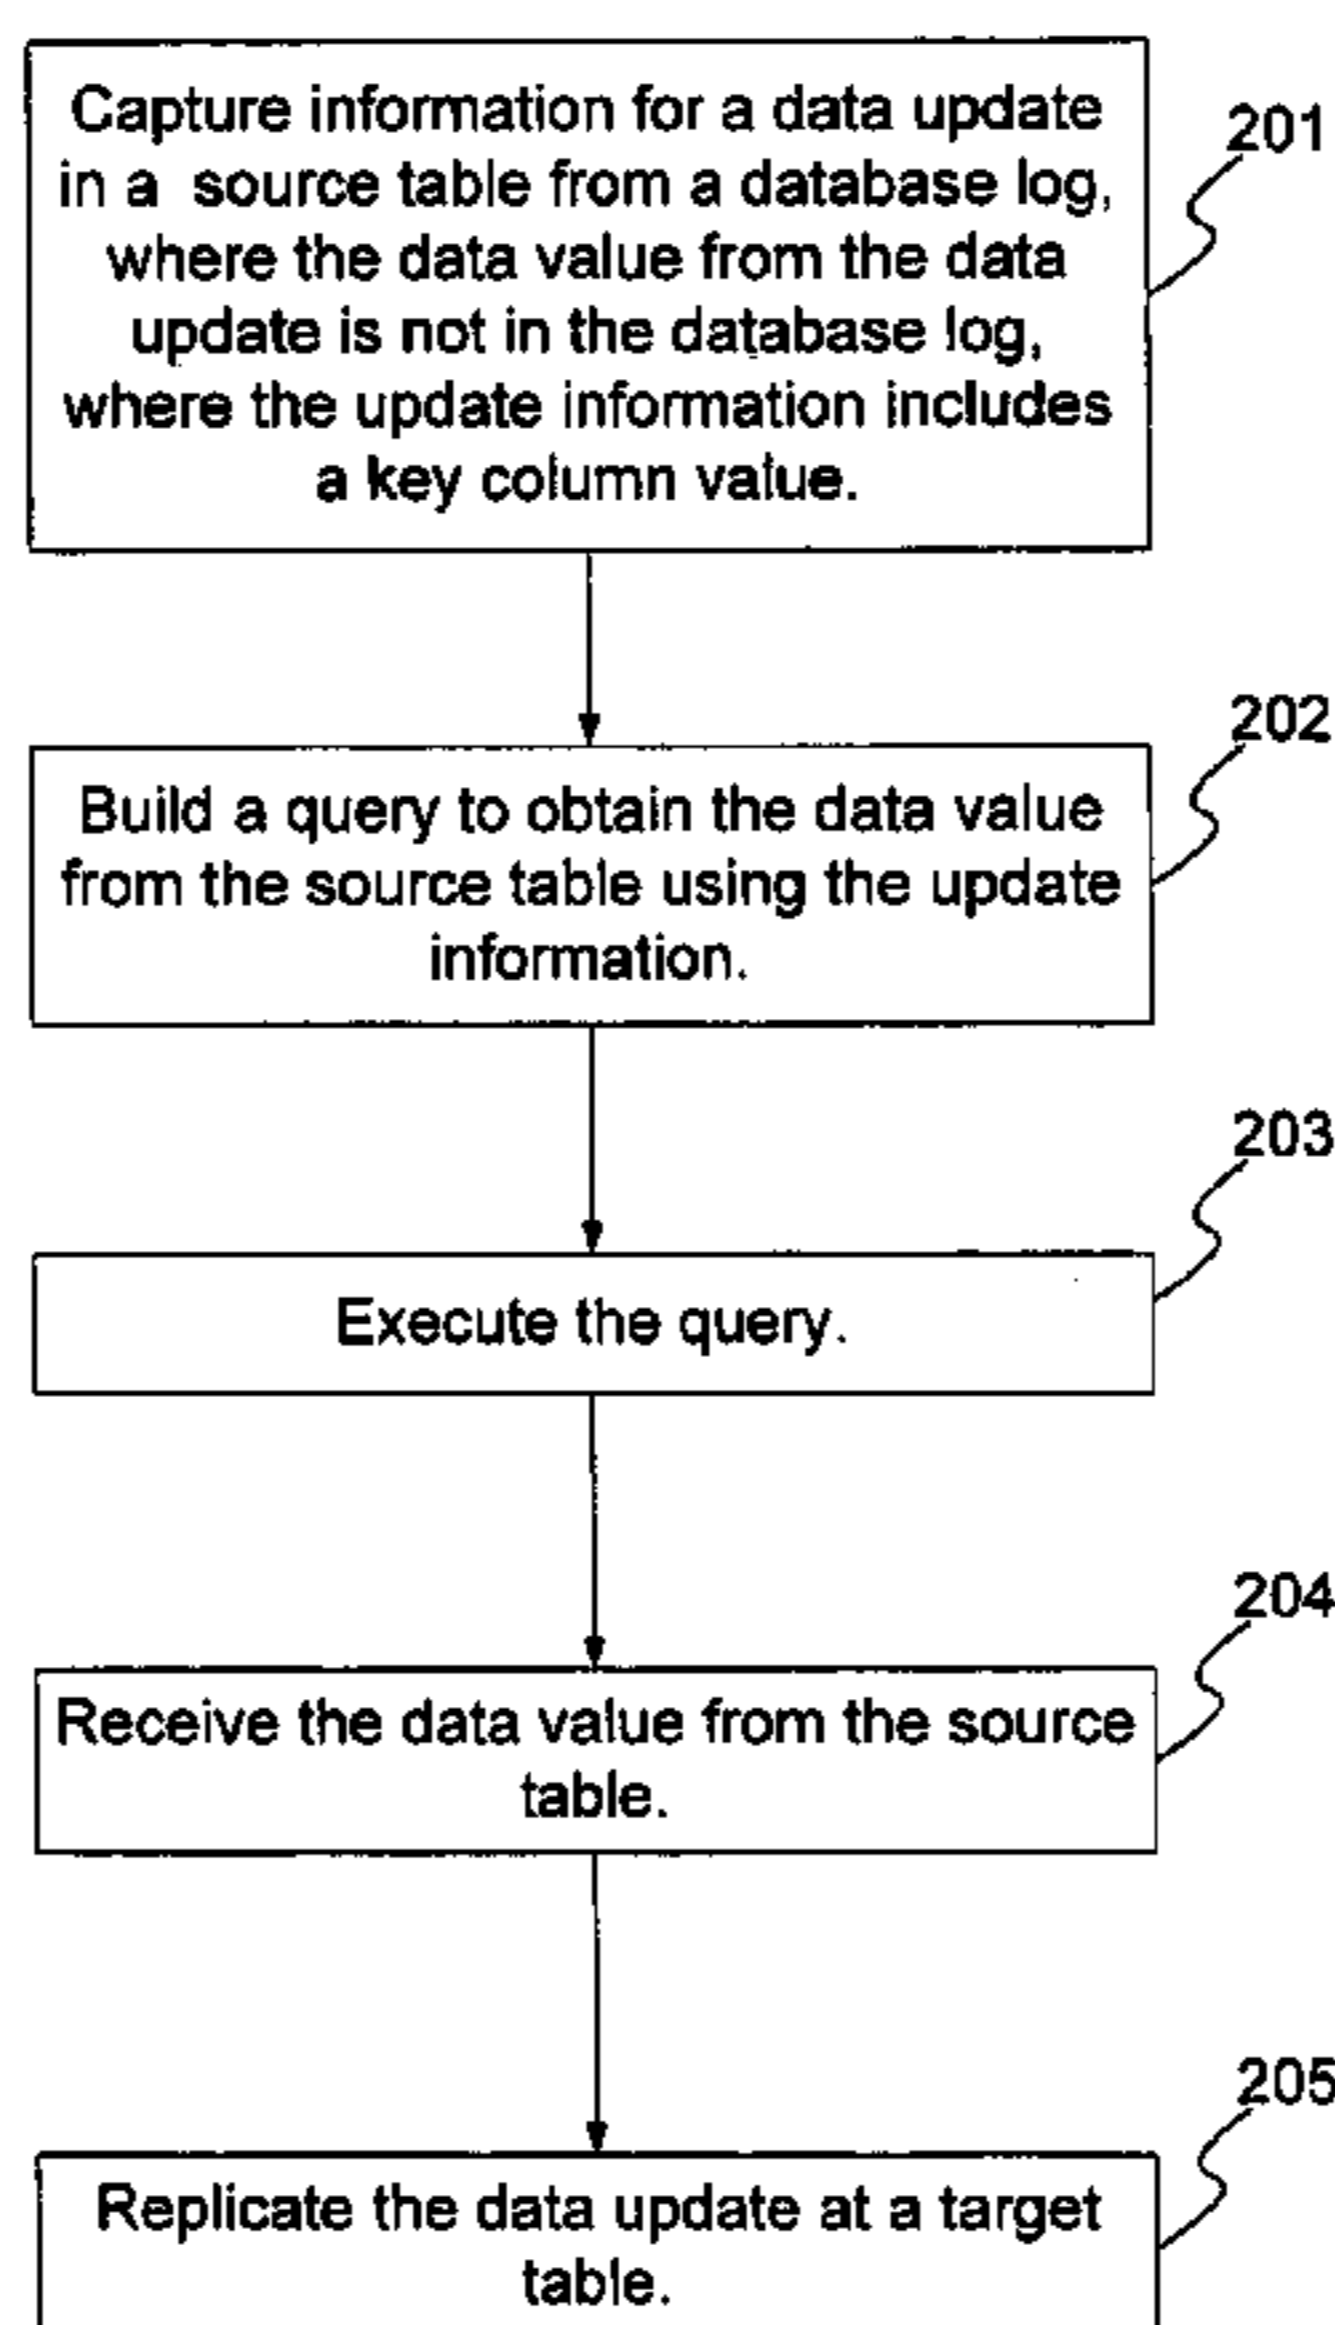 Capture information for a data update
201
in a source table from a database log,
where the data value from the data
update is not in the database log,
where the update information includes
a key column value.
202
Build a query to obtain the data value
from the source table using the update
information.
203
Execute the query.
204
Receive the data value from the source
table.
205
Replicate the data update at a target
table.